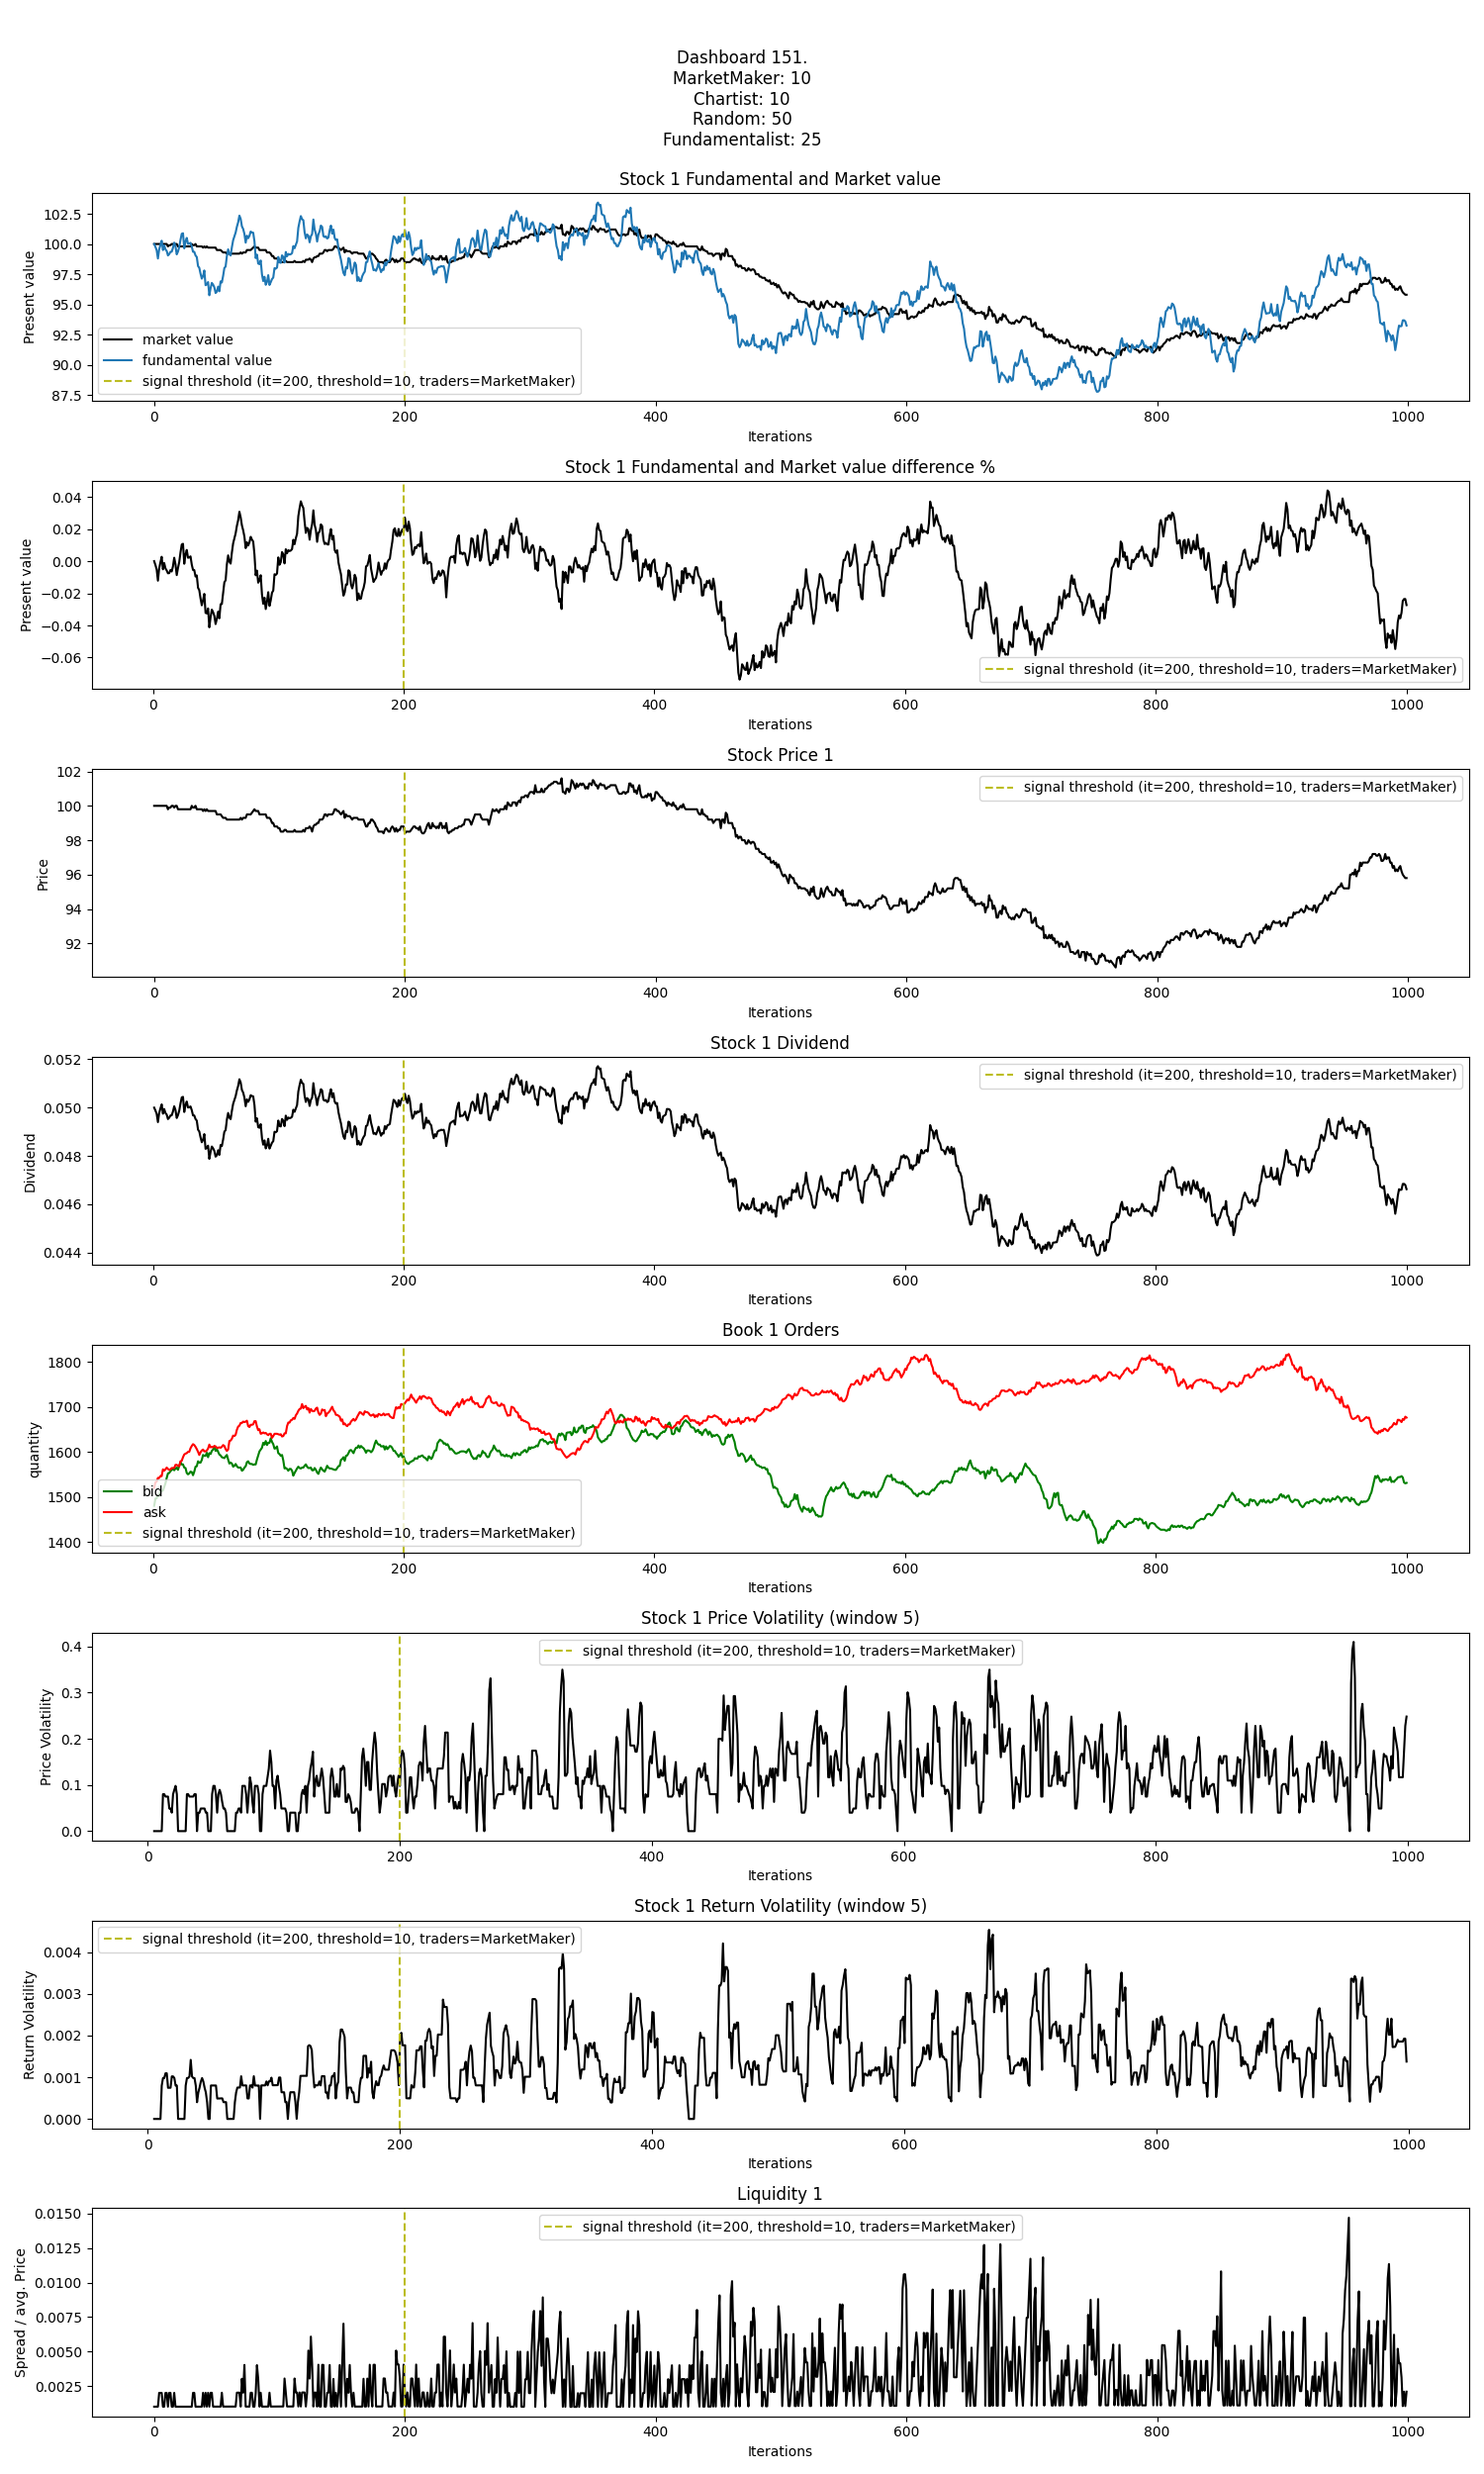 Dashboard 151.
MarketMaker: 10
Chartist: 10
Random: 50
Fundamentalist: 25
Stock 1 Fundamental and Market value
Present value
102.5
100.0
97.5
95.0
92.5
90.0
87.5
market value
fundamental value
signal threshold (it=200, threshold=10, traders=MarketMaker)
0 200 400 600 800 1000
Iterations
Stock 1 Fundamental and Market value difference %
Present value
0.04
0.02
0.00
−0.02
−0.04
−0.06
signal threshold (it=200, threshold=10, traders=MarketMaker)
0 200 400 600 800 1000
Iterations
Stock Price 1
Price
102
100
98
96
94
92
signal threshold (it=200, threshold=10, traders=MarketMaker)
0 200 400 600 800 1000
Iterations
Stock 1 Dividend
Dividend
0.052
0.050
0.048
0.046
0.044
signal threshold (it=200, threshold=10, traders=MarketMaker)
0 200 400 600 800 1000
Iterations
Book 1 Orders
quantity
1800
1700
1600
1500
1400
bid
ask
signal threshold (it=200, threshold=10, traders=MarketMaker)
0 200 400 600 800 1000
Iterations
Stock 1 Price Volatility (window 5)
Price Volatility
0.4
0.3
0.2
0.1
0.0
signal threshold (it=200, threshold=10, traders=MarketMaker)
0 200 400 600 800 1000
Iterations
Stock 1 Return Volatility (window 5)
Return Volatility
0.004
0.003
0.002
0.001
0.000
signal threshold (it=200, threshold=10, traders=MarketMaker)
0 200 400 600 800 1000
Iterations
Liquidity 1
Spread / avg. Price
0.0150
0.0125
0.0100
0.0075
0.0050
0.0025
signal threshold (it=200, threshold=10, traders=MarketMaker)
0 200 400 600 800 1000
Iterations